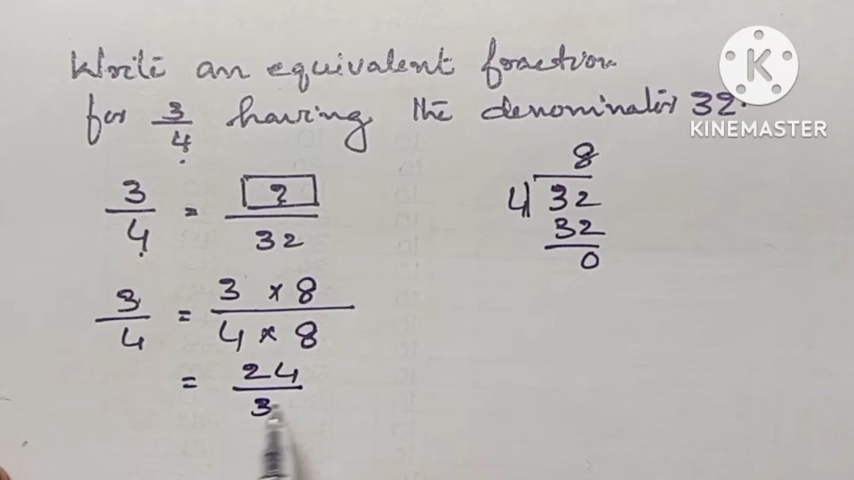 Write an equivalent fraction
for 3/4 having the denominator 32.
3/4 = ?/32
8
4 32
32
0
3/4 = 3 × 8/4 × 8
= 24/3
K
KINEMASTER